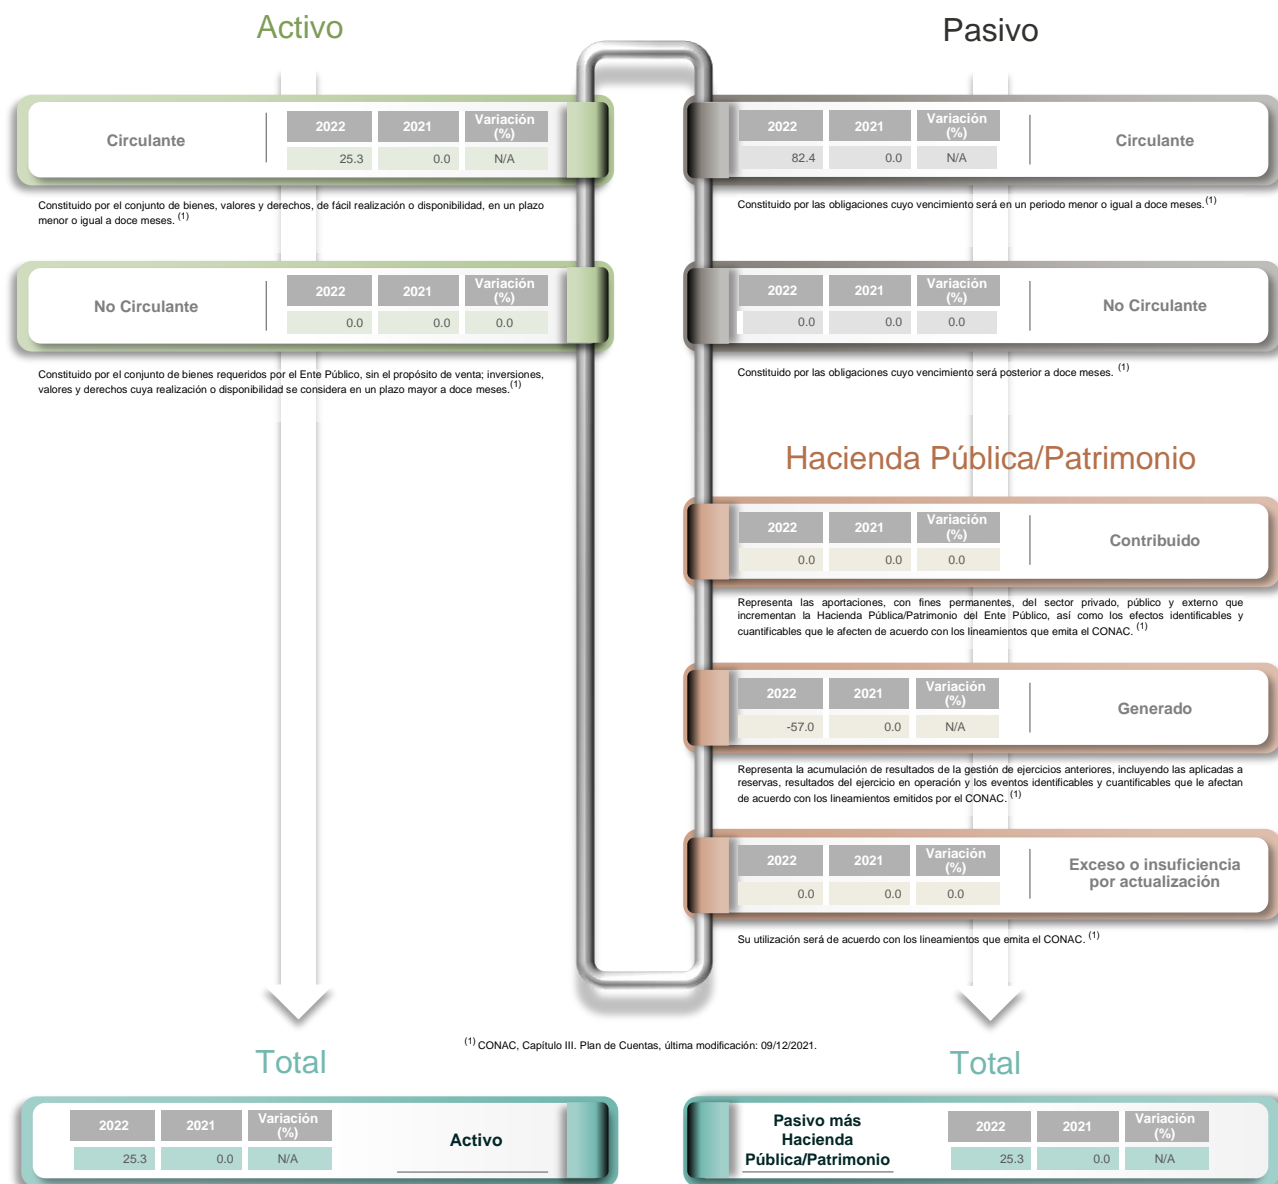 Activo
Circulante
2022 2021 Variación (%)
25.3 0.0 N/A
Constituido por el conjunto de bienes, valores y derechos, de fácil realización o disponibilidad, en un plazo
menor o igual a doce meses. (1)
No Circulante
2022 2021 Variación (%)
0.0 0.0 0.0
Constituido por el conjunto de bienes requeridos por el Ente Público, sin el propósito de venta; inversiones,
valores y derechos cuya realización o disponibilidad se considera en un plazo mayor a doce meses.(1)
Pasivo
2022 2021 Variación (%)
82.4 0.0 N/A
Circulante
Constituido por las obligaciones cuyo vencimiento será en un periodo menor o igual a doce meses.(1)
2022 2021 Variación (%)
0.0 0.0 0.0
No Circulante
Constituido por las obligaciones cuyo vencimiento será posterior a doce meses. (1)
Hacienda Pública/Patrimonio
2022 2021 Variación (%)
0.0 0.0 0.0
Contribuido
Representa las aportaciones, con fines permanentes, del sector privado, público y externo que
incrementan la Hacienda Pública/Patrimonio del Ente Público, así como los efectos identificables y
cuantificables que le afecten de acuerdo con los lineamientos que emita el CONAC. (1)
2022 2021 Variación (%)
-57.0 0.0 N/A
Generado
Representa la acumulación de resultados de la gestión de ejercicios anteriores, incluyendo las aplicadas a
reservas, resultados del ejercicio en operación y los eventos identificables y cuantificables que le afectan
de acuerdo con los lineamientos emitidos por el CONAC. (1)
2022 2021 Variación (%)
0.0 0.0 0.0
Exceso o insuficiencia
por actualización
Su utilización será de acuerdo con los lineamientos que emita el CONAC. (1)
(1) CONAC, Capítulo III. Plan de Cuentas, última modificación: 09/12/2021.
Total
2022 2021 Variación (%)
25.3 0.0 N/A
Activo
Total
Pasivo más
Hacienda
Pública/Patrimonio
2022 2021 Variación (%)
25.3 0.0 N/A